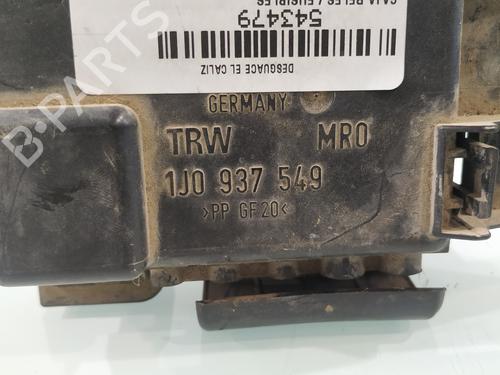 CAJA RELES / FUSIBLES
543479
DESGUACE EL CALIZ
GERMANY
TRW MRO
1J0 937 549
>PP GF20<
B-PARTS